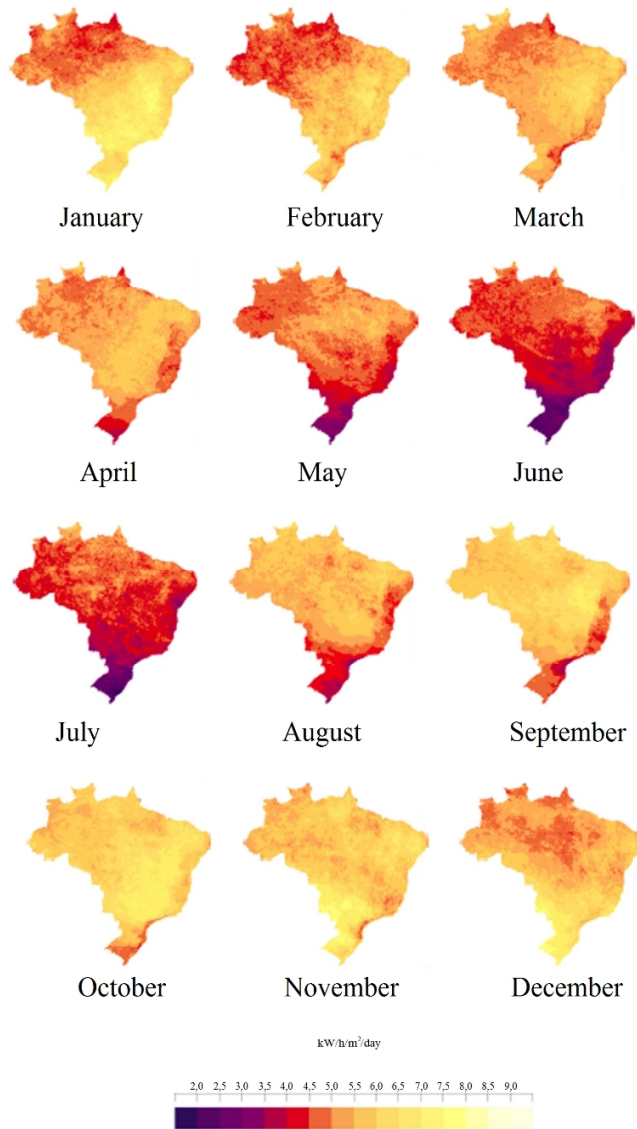 January February March
April May June
July August September
October November December
kW/h/m²/day
2,0 2,5 3,0 3,5 4,0 4,5 5,0 5,5 6,0 6,5 7,0 7,5 8,0 8,5 9,0